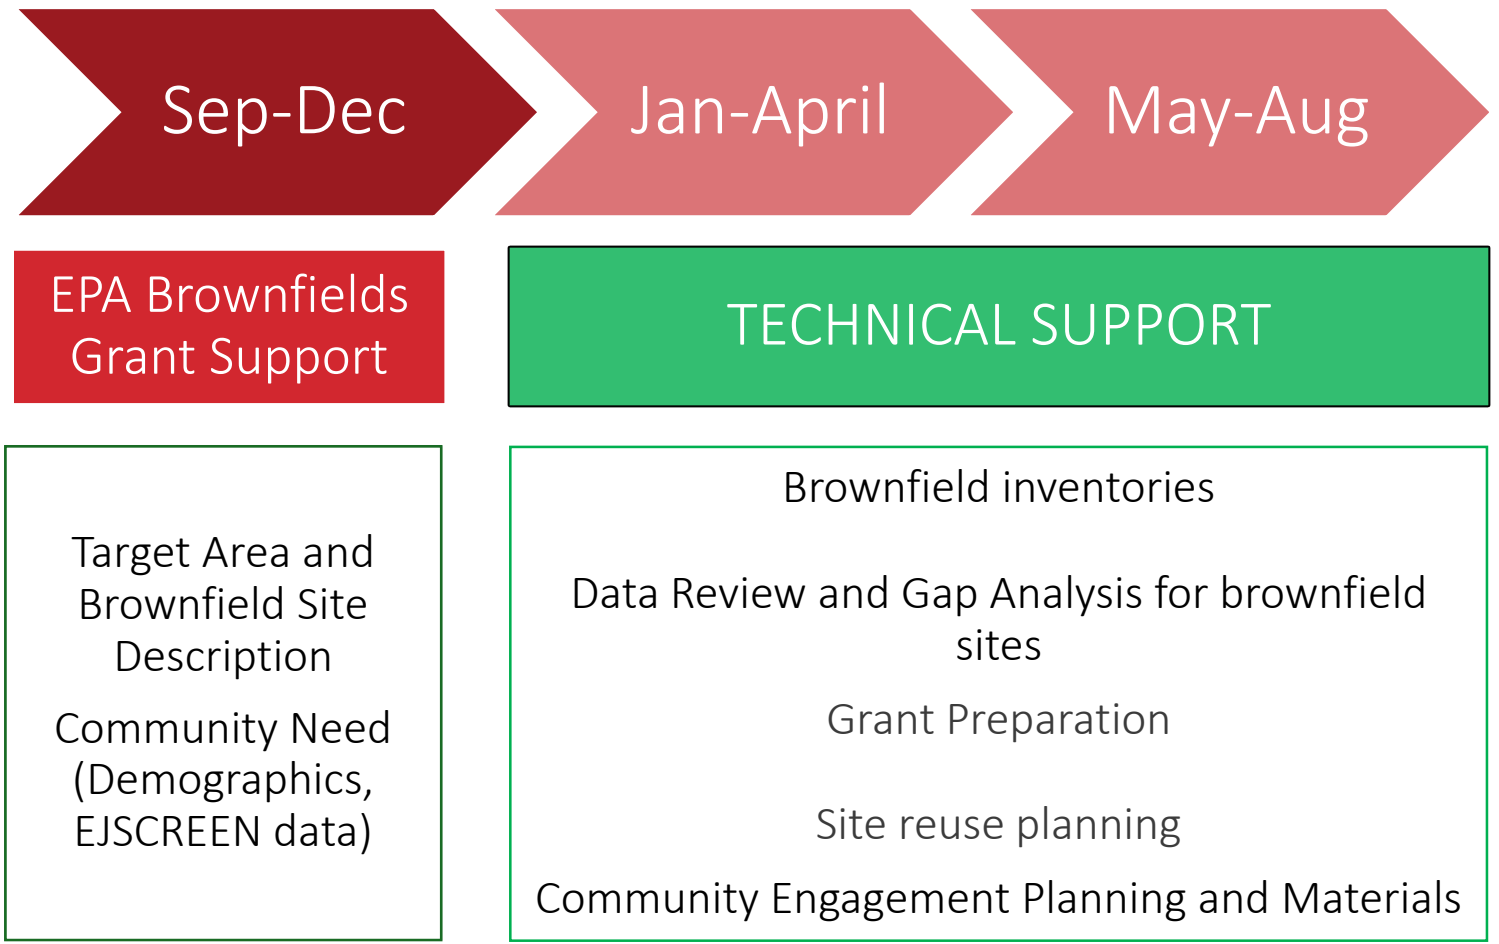 Sep-Dec
Jan-April
May-Aug
EPA Brownfields
Grant Support
TECHNICAL SUPPORT
Target Area and
Brownfield Site
Description
Community Need
(Demographics,
EJSCREEN data)
Brownfield inventories
Data Review and Gap Analysis for brownfield
sites
Grant Preparation
Site reuse planning
Community Engagement Planning and Materials